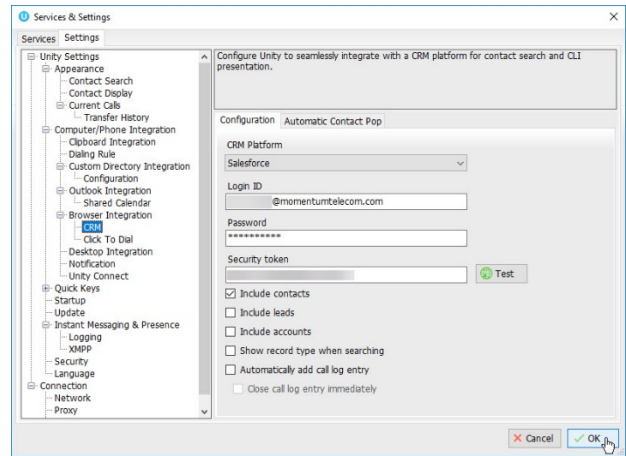 Services & Settings
Services Settings
Unity Settings
Appearance
Contact Search
Contact Display
Current Calls
Transfer History
Computer/Phone Integration
Clipboard Integration
Dialing Rule
Custom Directory Integration
Configuration
Outlook Integration
Shared Calendar
Browser Integration
CRM
Click To Dial
Desktop Integration
Notification
Unity Connect
Quick Keys
Startup
Update
Instant Messaging & Presence
Logging
XMPP
Security
Language
Connection
Network
Proxy
Configure Unity to seamlessly integrate with a CRM platform for contact search and CLI
presentation.
Configuration Automatic Contact Pop
CRM Platform
Salesforce
Login ID
@momentumtelecom.com
Password
**********
Security token
Test
Include contacts
Include leads
Include accounts
Show record type when searching
Automatically add call log entry
Close call log entry immediately
Cancel OK